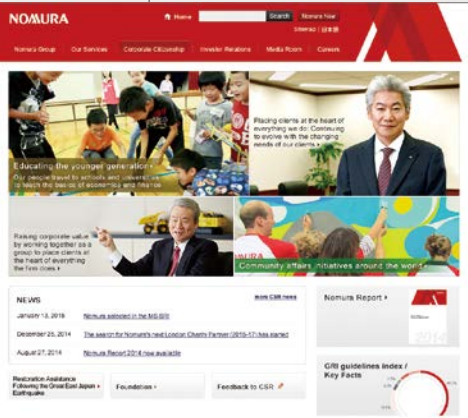 NOMURA
Home
Search
Nomura Now
Sitemap | 日本語
Nomura Group
Our Services
Corporate Citizenship
Investor Relations
Media Room
Careers
Educating the younger generation
Our people travel to schools and universities
to teach the basics of economics and finance
Placing clients at the heart of
everything we do: Continuing
to evolve with the changing
needs of our clients
Raising corporate value
by working together as a
group to place clients at
the heart of everything
the firm does
NOMURA
Community affairs initiatives around the world
NEWS
more CSR news
January 13, 2015
Nomura selected in the MS-SRI
December 25, 2014
The search for Nomura's next London Charity Partner (2015-17) has started
August 27, 2014
Nomura Report 2014 now available
Restoration Assistance
Following the Great East Japan
Earthquake
Foundation
Feedback to CSR
Nomura Report
2014
GRI guidelines Index /
Key Facts